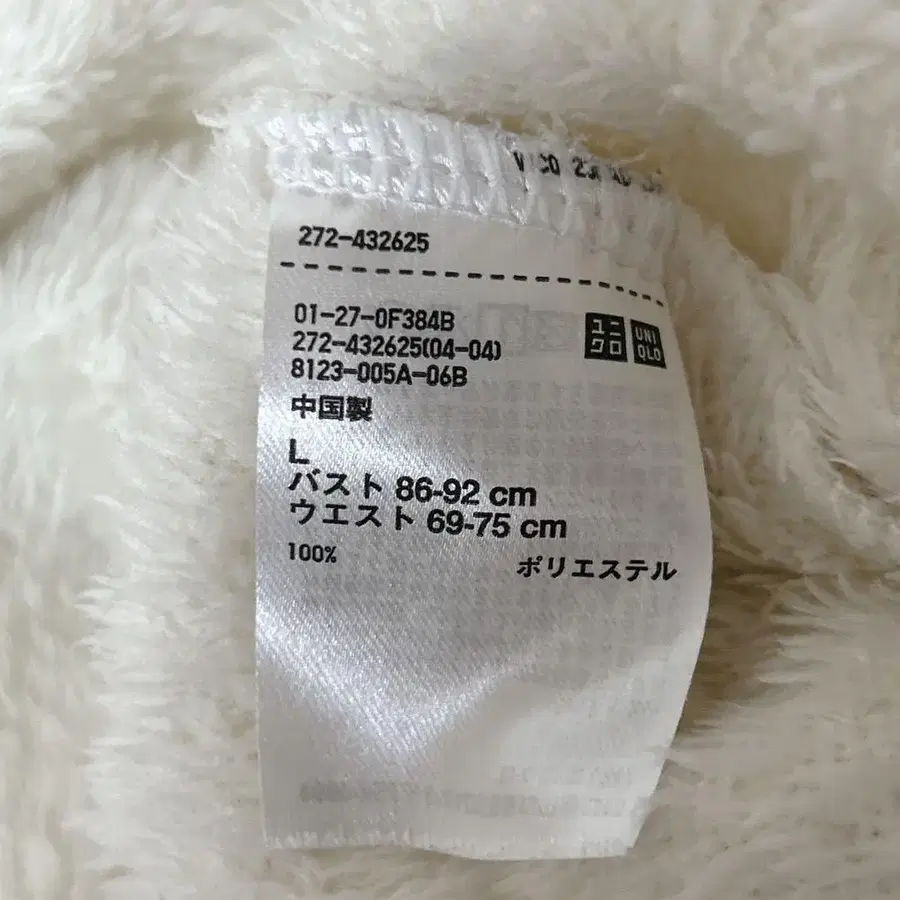 272-432625
01-27-0F384B
272-432625(04-04)
8123-005A-06B
ユニクロ
UNIQLO
中国製
L
バスト 86-92 cm
ウエスト 69-75 cm
100% ポリエステル